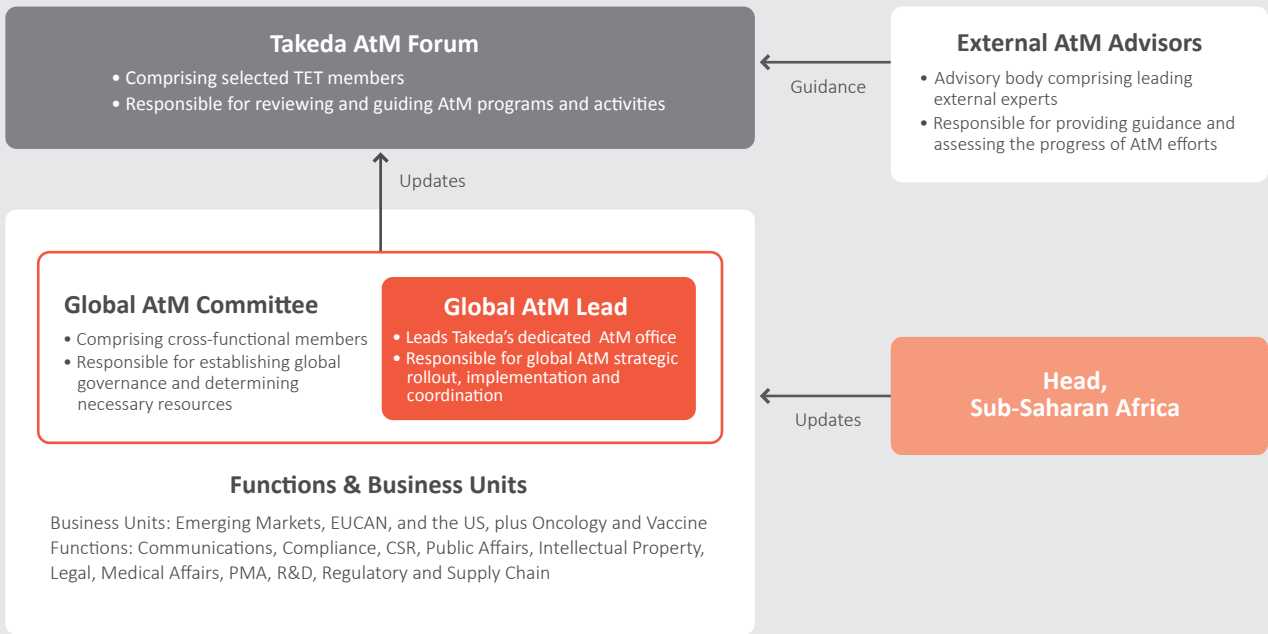 Takeda AtM Forum
• Comprising selected TET members
• Responsible for reviewing and guiding AtM programs and activities
Guidance
External AtM Advisors
• Advisory body comprising leading
external experts
• Responsible for providing guidance and
assessing the progress of AtM efforts
Updates
Global AtM Committee
• Comprising cross-functional members
• Responsible for establishing global
governance and determining
necessary resources
Global AtM Lead
• Leads Takeda's dedicated AtM office
• Responsible for global AtM strategic
rollout, implementation and
coordination
Updates
Head,
Sub-Saharan Africa
Functions & Business Units
Business Units: Emerging Markets, EUCAN, and the US, plus Oncology and Vaccine
Functions: Communications, Compliance, CSR, Public Affairs, Intellectual Property,
Legal, Medical Affairs, PMA, R&D, Regulatory and Supply Chain